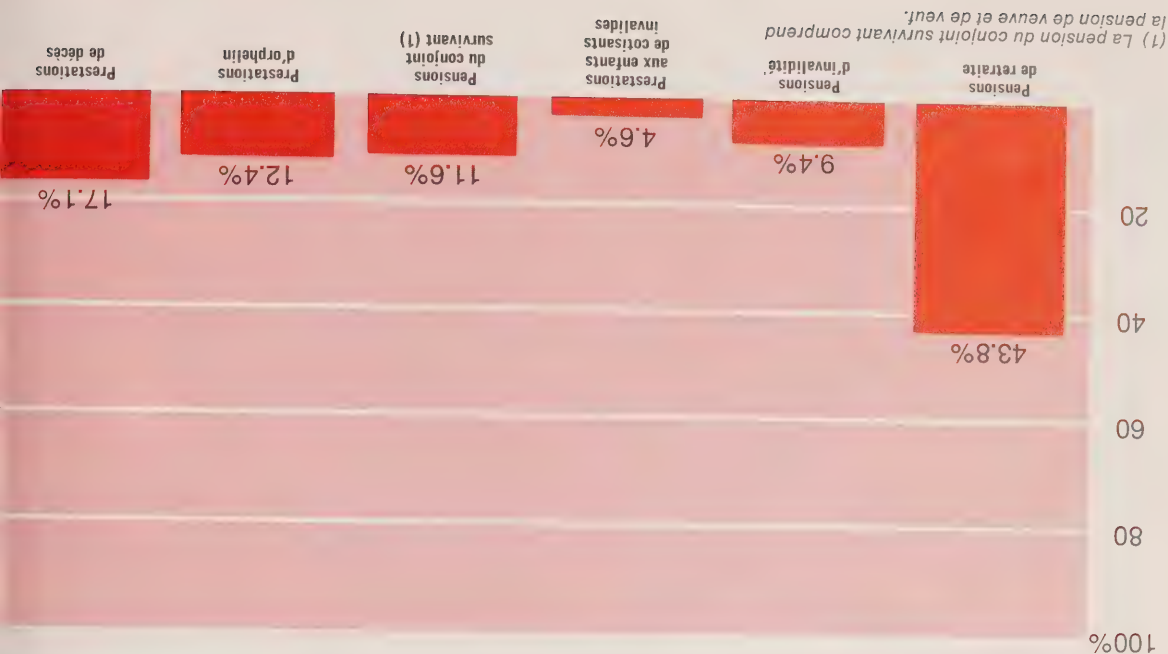 100%
80
60
40
20
43.8%
9.4%
4.6%
11.6%
12.4%
17.1%
Pensions
de retraite
Pensions
d'invalidité
Prestations
aux enfants
de cotisants
invalides
Pensions
du conjoint
survivant (1)
Prestations
d'orphelin
Prestations
de décès
(1) La pension du conjoint survivant comprend
la pension de veuve et de veuf.